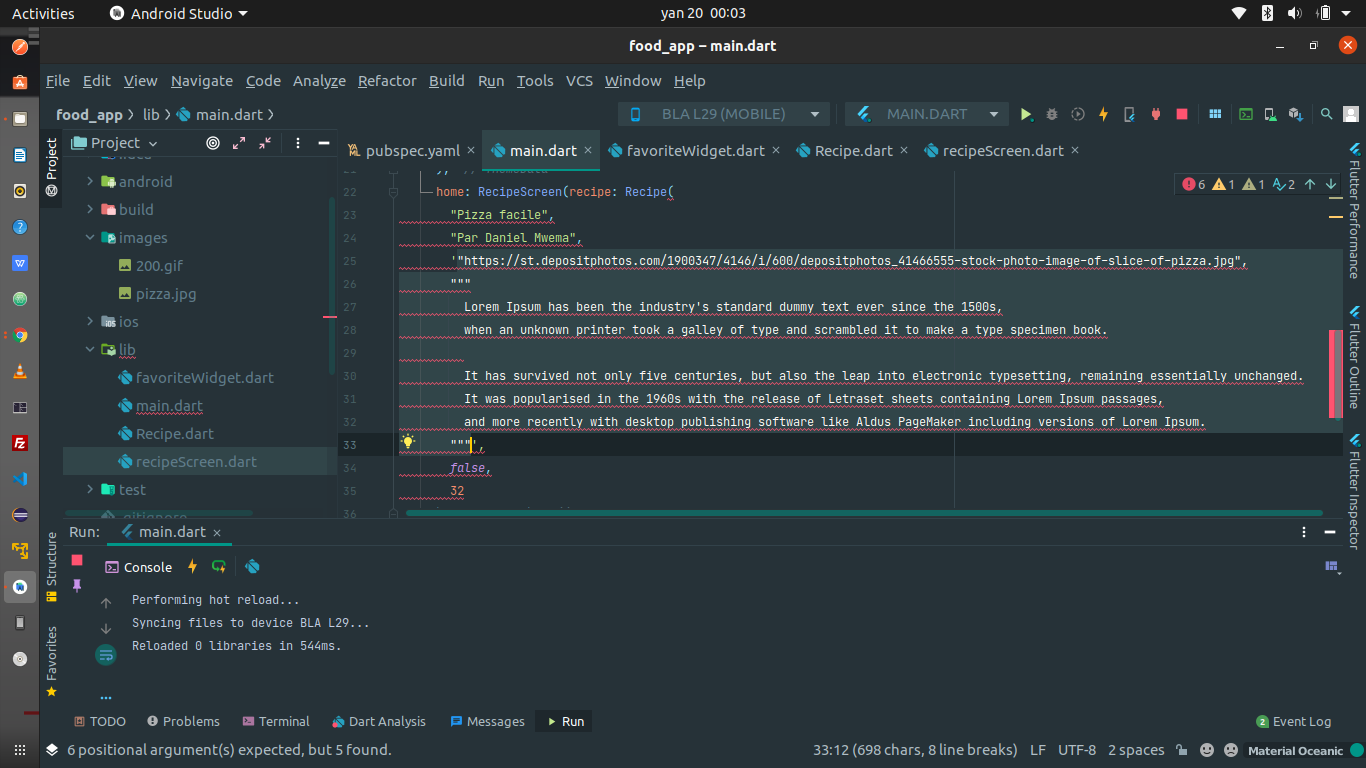 Activities
Android Studio
yan 20 00:03
food_app – main.dart
File Edit View Navigate Code Analyze Refactor Build Run Tools VCS Window Help
food_app lib main.dart
BLA L29 (MOBILE)
MAIN.DART
Project
pubspec.yaml ×
main.dart ×
favoriteWidget.dart ×
Recipe.dart ×
recipeScreen.dart ×
Project
android
build
images
200.gif
pizza.jpg
ios
lib
favoriteWidget.dart
main.dart
Recipe.dart
recipeScreen.dart
test
.gitignore
6 1 1 2
22 home: RecipeScreen(recipe: Recipe(
23 "Pizza facile",
24 "Par Daniel Mwema",
25 '"https://st.depositphotos.com/1900347/4146/i/600/depositphotos_41466555-stock-photo-image-of-slice-of-pizza.jpg",
26 """
27 Lorem Ipsum has been the industry's standard dummy text ever since the 1500s,
28 when an unknown printer took a galley of type and scrambled it to make a type specimen book.
29
30 It has survived not only five centuries, but also the leap into electronic typesetting, remaining essentially unchanged.
31 It was popularised in the 1960s with the release of Letraset sheets containing Lorem Ipsum passages,
32 and more recently with desktop publishing software like Aldus PageMaker including versions of Lorem Ipsum.
33 """',
34 false,
35 32
36
Flutter Performance
Flutter Outline
Flutter Inspector
Structure
Favorites
Run: main.dart ×
Console
Performing hot reload...
Syncing files to device BLA L29...
Reloaded 0 libraries in 544ms.
TODO Problems Terminal Dart Analysis Messages Run
2 Event Log
6 positional argument(s) expected, but 5 found.
33:12 (698 chars, 8 line breaks) LF UTF-8 2 spaces Material Oceanic